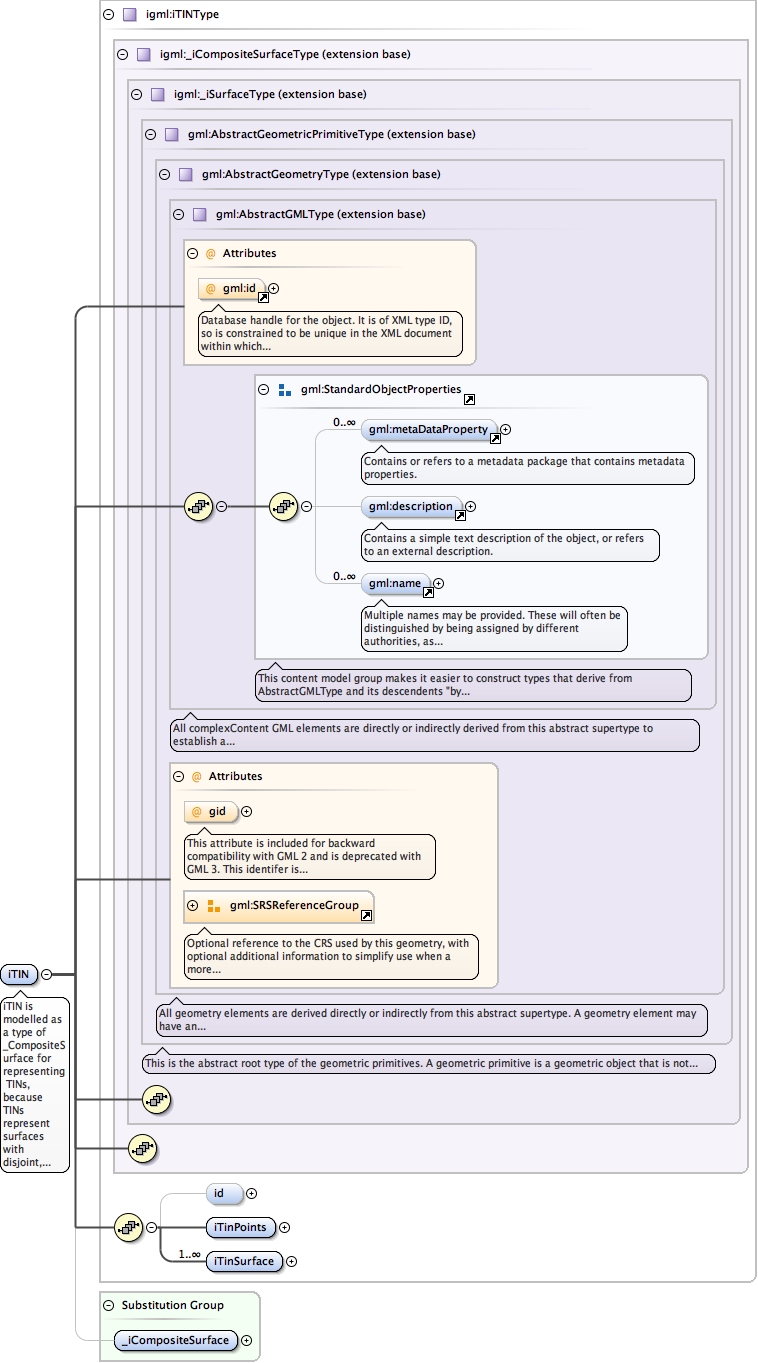 igml:iTINType
igml:_iCompositeSurfaceType (extension base)
igml:_iSurfaceType (extension base)
gml:AbstractGeometricPrimitiveType (extension base)
gml:AbstractGeometryType (extension base)
gml:AbstractGMLType (extension base)
@ Attributes
@ gml:id
Database handle for the object. It is of XML type ID,
so is constrained to be unique in the XML document
within which...
gml:StandardObjectProperties
0..∞
gml:metaDataProperty
Contains or refers to a metadata package that contains metadata
properties.
gml:description
Contains a simple text description of the object, or refers
to an external description.
0..∞
gml:name
Multiple names may be provided. These will often be
distinguished by being assigned by different
authorities, as...
This content model group makes it easier to construct types that derive from
AbstractGMLType and its descendents "by...
All complexContent GML elements are directly or indirectly derived from this abstract supertype to
establish a...
@ Attributes
@ gid
This attribute is included for backward
compatibility with GML 2 and is deprecated with
GML 3. This identifer is...
gml:SRSReferenceGroup
Optional reference to the CRS used by this geometry, with
optional additional information to simplify use when a
more...
All geometry elements are derived directly or indirectly from this abstract supertype. A geometry element may
have an...
This is the abstract root type of the geometric primitives. A geometric primitive is a geometric object that is not...
iTIN
iTIN is
modelled as
a type of
_CompositeS
urface for
representing
TINs,
because
TINs
represent
surfaces
with
disjoint,...
id
iTinPoints
1..∞
iTinSurface
Substitution Group
_iCompositeSurface